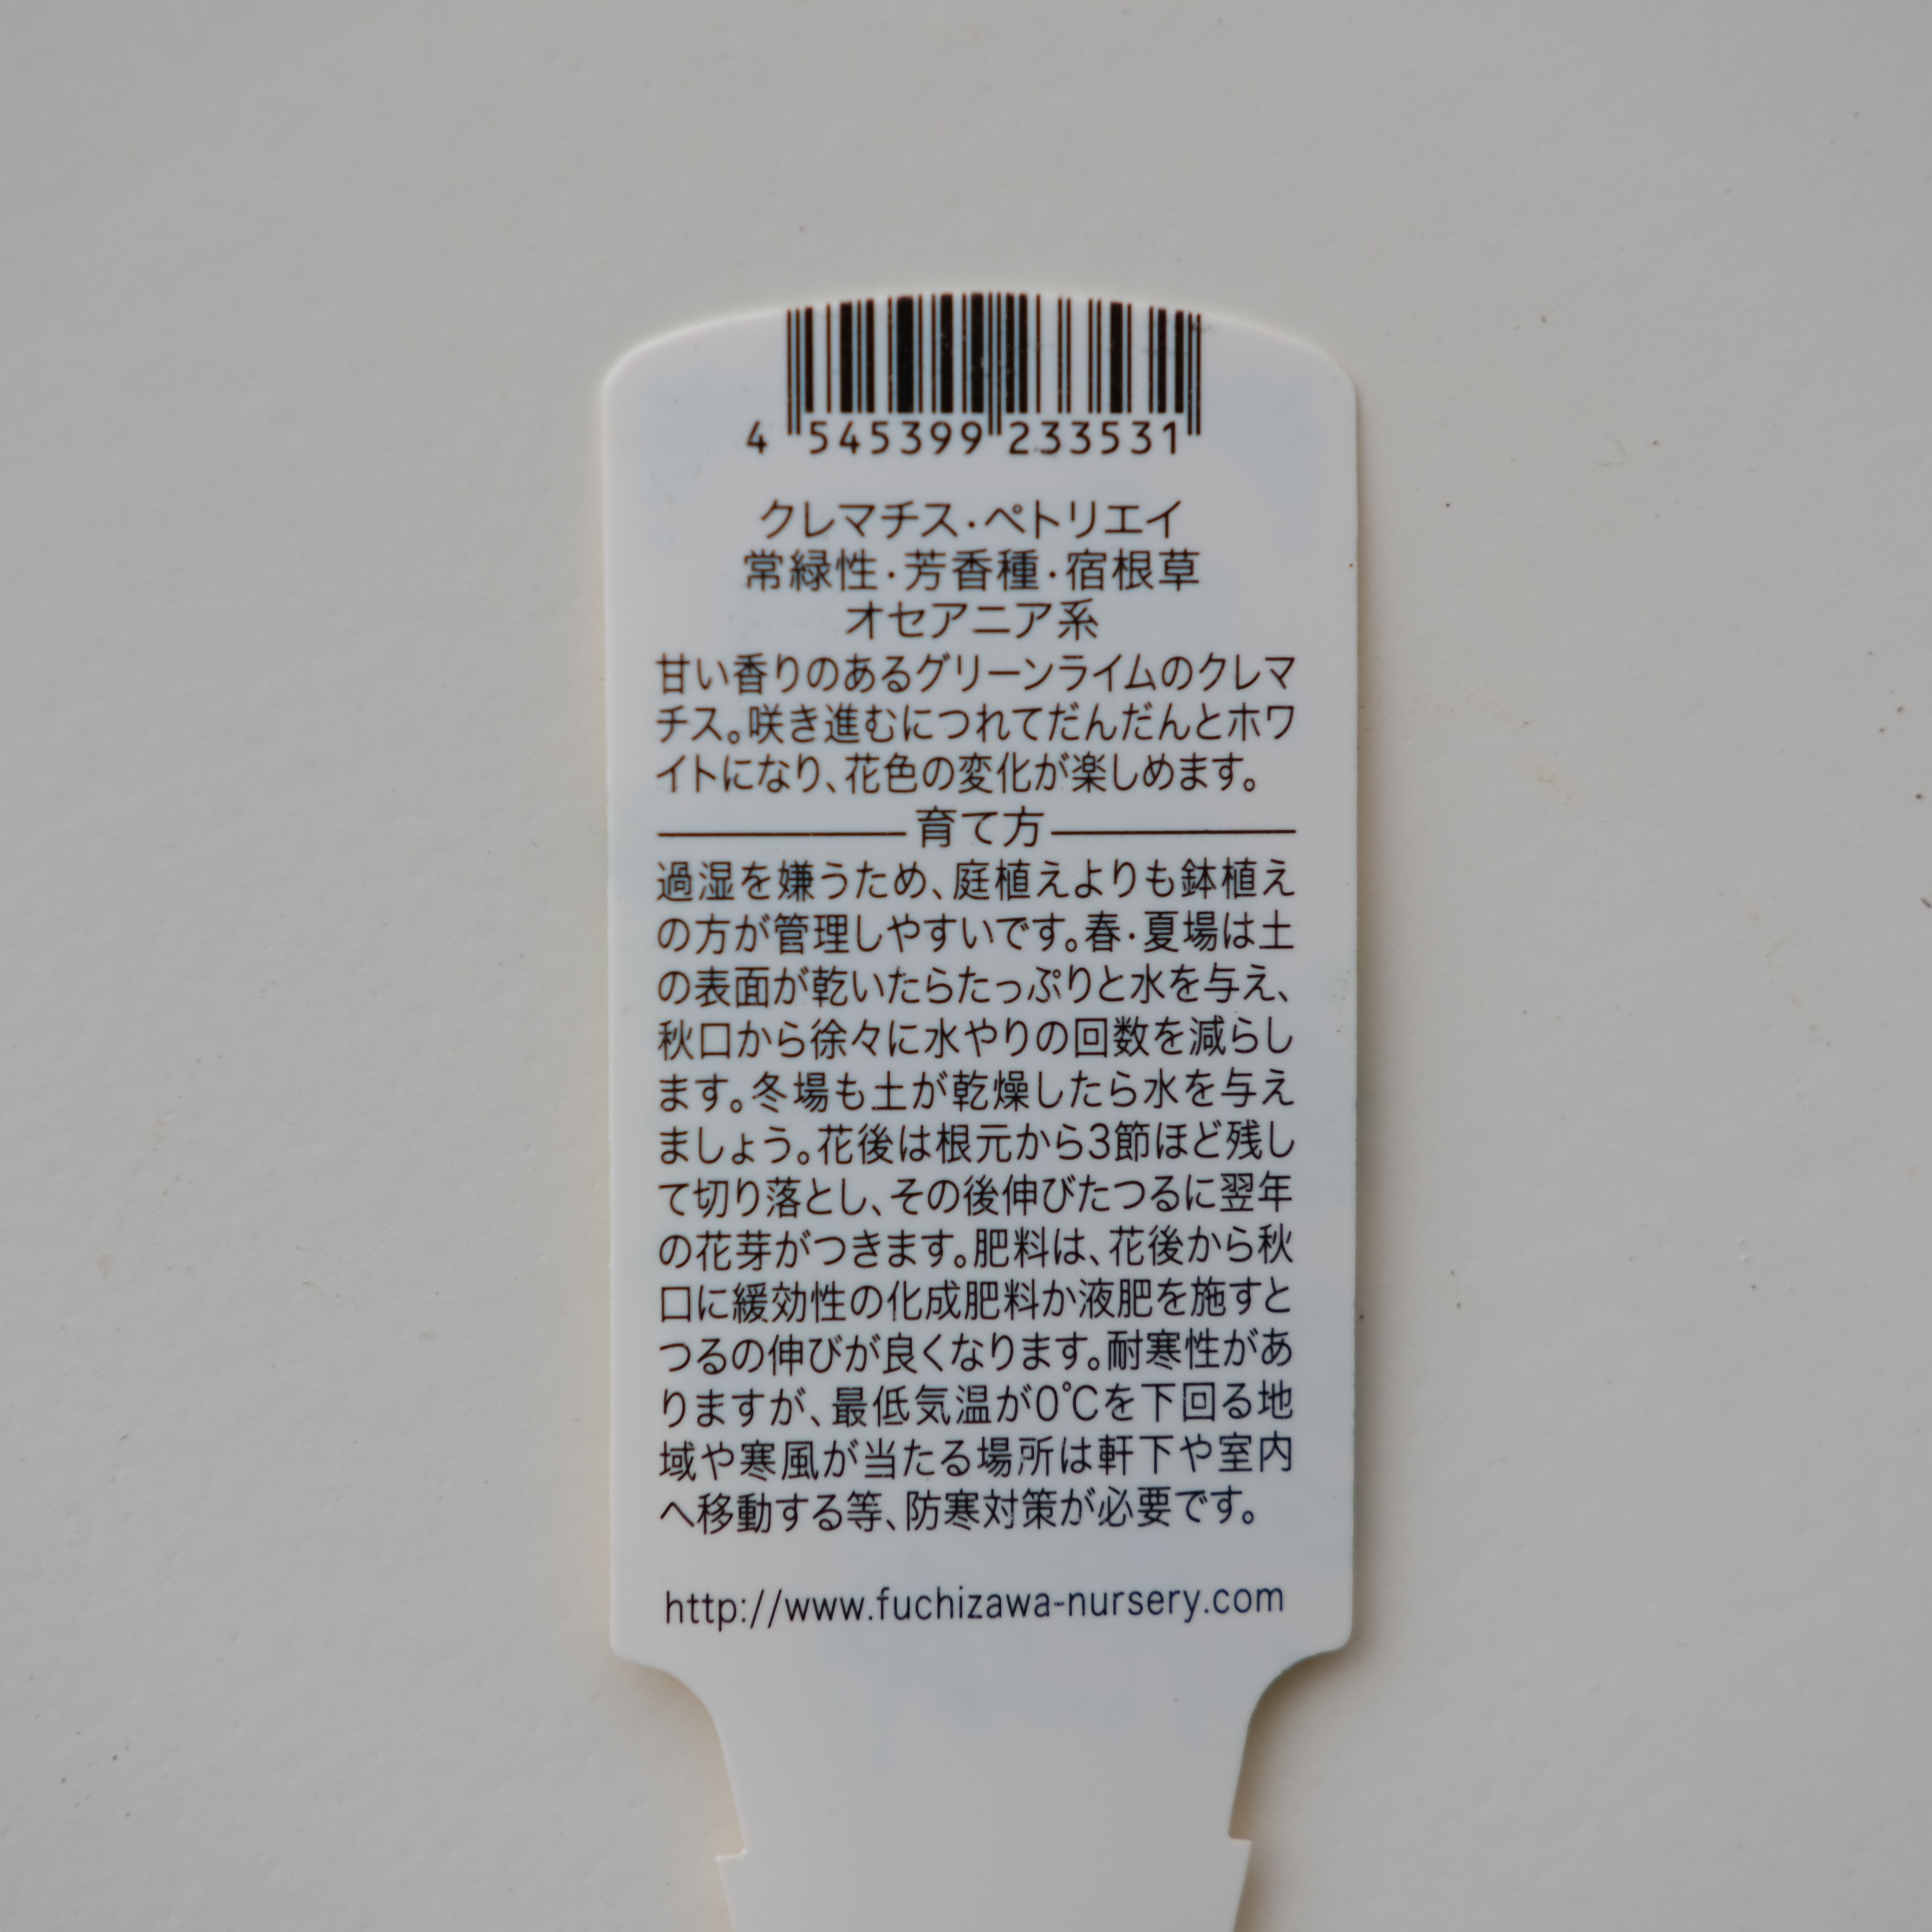 4 545399 233531
クレマチス・ペトリエイ
常緑性・芳香種・宿根草
オセアニア系
甘い香りのあるグリーンライムのクレマ
チス。咲き進むにつれてだんだんとホワ
イトになり、花色の変化が楽しめます。
育て方
過湿を嫌うため、庭植えよりも鉢植え
の方が管理しやすいです。春・夏場は土
の表面が乾いたらたっぷりと水を与え、
秋口から徐々に水やりの回数を減らし
ます。冬場も土が乾燥したら水を与え
ましょう。花後は根元から3節ほど残し
て切り落とし、その後伸びたつるに翌年
の花芽がつきます。肥料は、花後から秋
口に緩効性の化成肥料か液肥を施すと
つるの伸びが良くなります。耐寒性があ
りますが、最低気温が0℃を下回る地
域や寒風が当たる場所は軒下や室内
へ移動する等、防寒対策が必要です。
http://www.fuchizawa-nursery.com